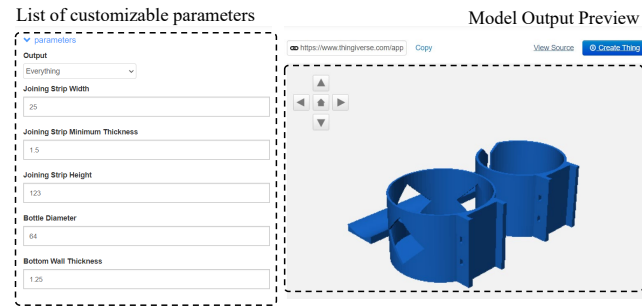 List of customizable parameters
Model Output Preview
parameters
Output
Everything
Joining Strip Width
25
Joining Strip Minimum Thickness
1.5
Joining Strip Height
123
Bottle Diameter
64
Bottom Wall Thickness
1.25
https://www.thingiverse.com/app
Copy
View Source
Create Thing